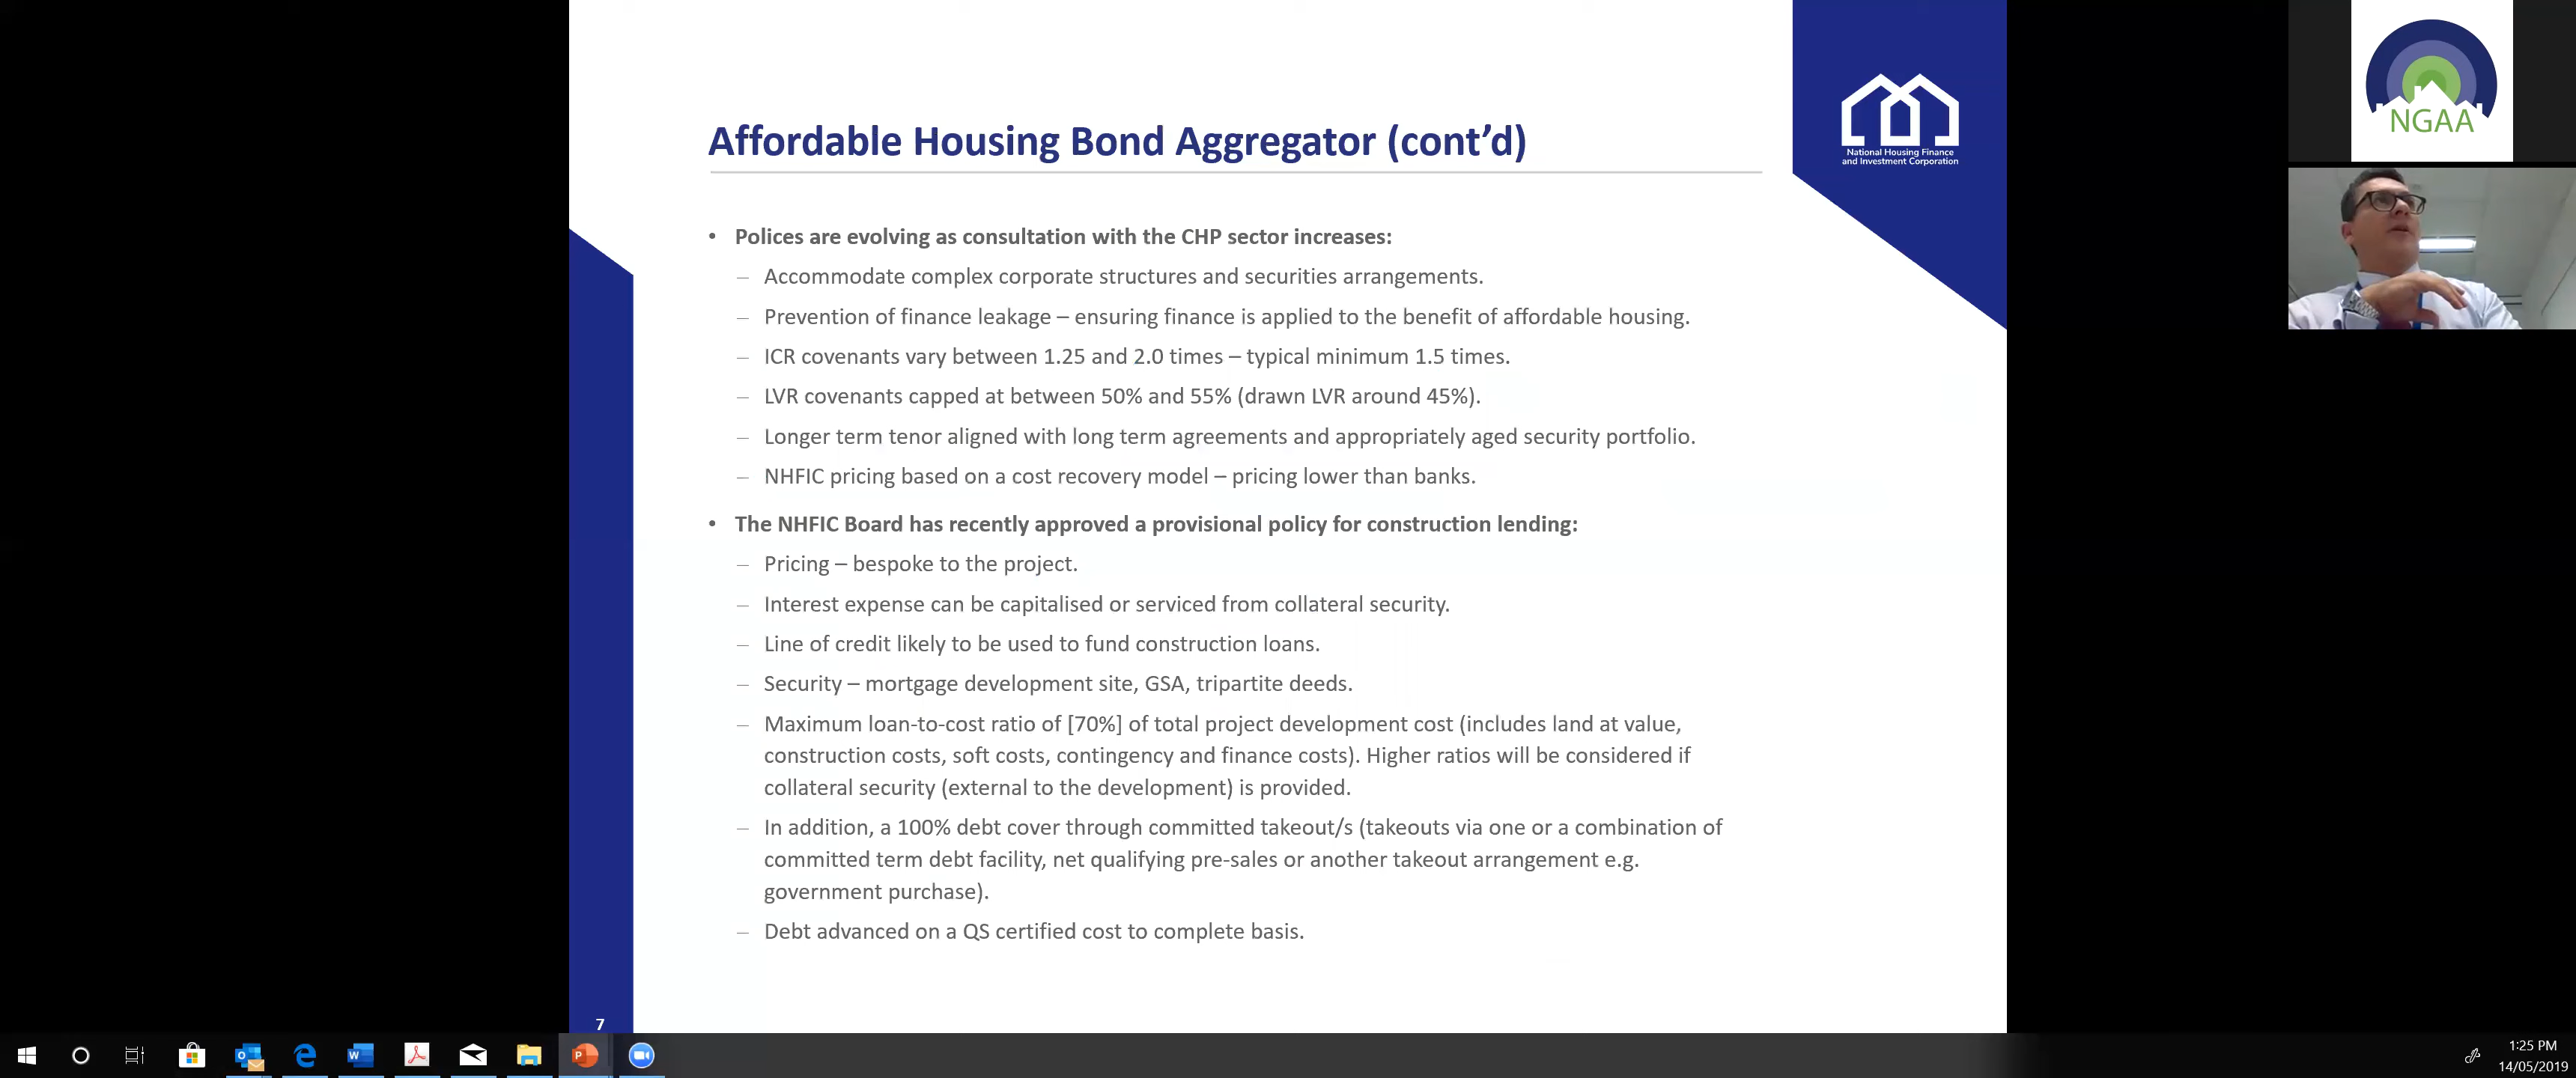 Affordable Housing Bond Aggregator (cont’d)
National Housing Finance
and Investment Corporation
NGAA
• Polices are evolving as consultation with the CHP sector increases:
– Accommodate complex corporate structures and securities arrangements.
– Prevention of finance leakage – ensuring finance is applied to the benefit of affordable housing.
– ICR covenants vary between 1.25 and 2.0 times – typical minimum 1.5 times.
– LVR covenants capped at between 50% and 55% (drawn LVR around 45%).
– Longer term tenor aligned with long term agreements and appropriately aged security portfolio.
– NHFIC pricing based on a cost recovery model – pricing lower than banks.
• The NHFIC Board has recently approved a provisional policy for construction lending:
– Pricing – bespoke to the project.
– Interest expense can be capitalised or serviced from collateral security.
– Line of credit likely to be used to fund construction loans.
– Security – mortgage development site, GSA, tripartite deeds.
– Maximum loan-to-cost ratio of [70%] of total project development cost (includes land at value,
construction costs, soft costs, contingency and finance costs). Higher ratios will be considered if
collateral security (external to the development) is provided.
– In addition, a 100% debt cover through committed takeout/s (takeouts via one or a combination of
committed term debt facility, net qualifying pre-sales or another takeout arrangement e.g.
government purchase).
– Debt advanced on a QS certified cost to complete basis.
7
1:25 PM
14/05/2019